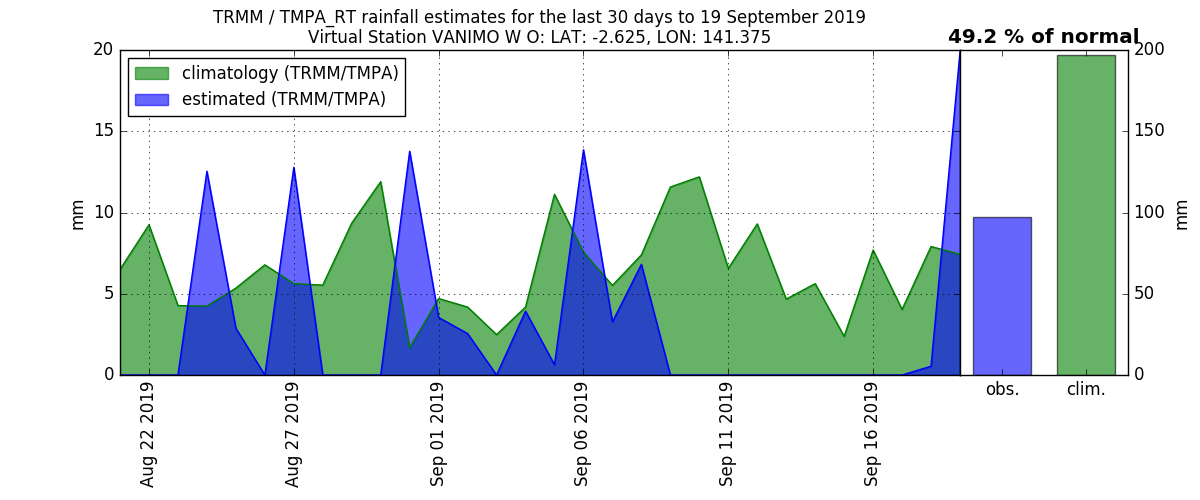 TRMM / TMPA_RT rainfall estimates for the last 30 days to 19 September 2019
Virtual Station VANIMO W O: LAT: -2.625, LON: 141.375
49.2 % of normal
climatology (TRMM/TMPA)
estimated (TRMM/TMPA)
20
15
10
5
0
mm
200
150
100
50
0
mm
obs.
clim.
Aug 22 2019
Aug 27 2019
Sep 01 2019
Sep 06 2019
Sep 11 2019
Sep 16 2019